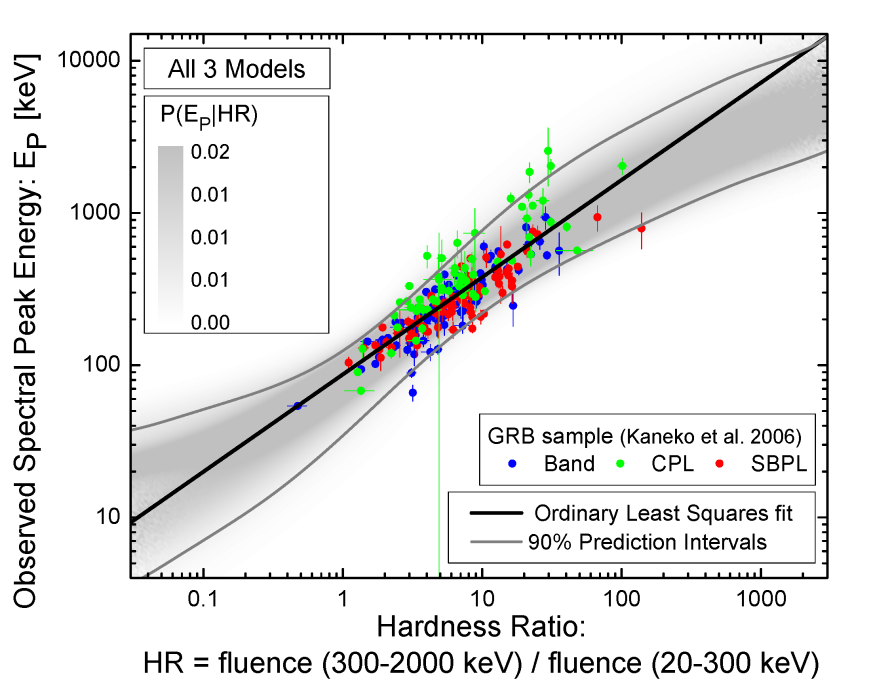 All 3 Models
P(E_P|HR)
0.02
0.01
0.01
0.01
0.00
Observed Spectral Peak Energy: E_P [keV]
10000
1000
100
10
GRB sample (Kaneko et al. 2006)
Band CPL SBPL
Ordinary Least Squares fit
90% Prediction Intervals
0.1 1 10 100 1000
Hardness Ratio:
HR = fluence (300-2000 keV) / fluence (20-300 keV)